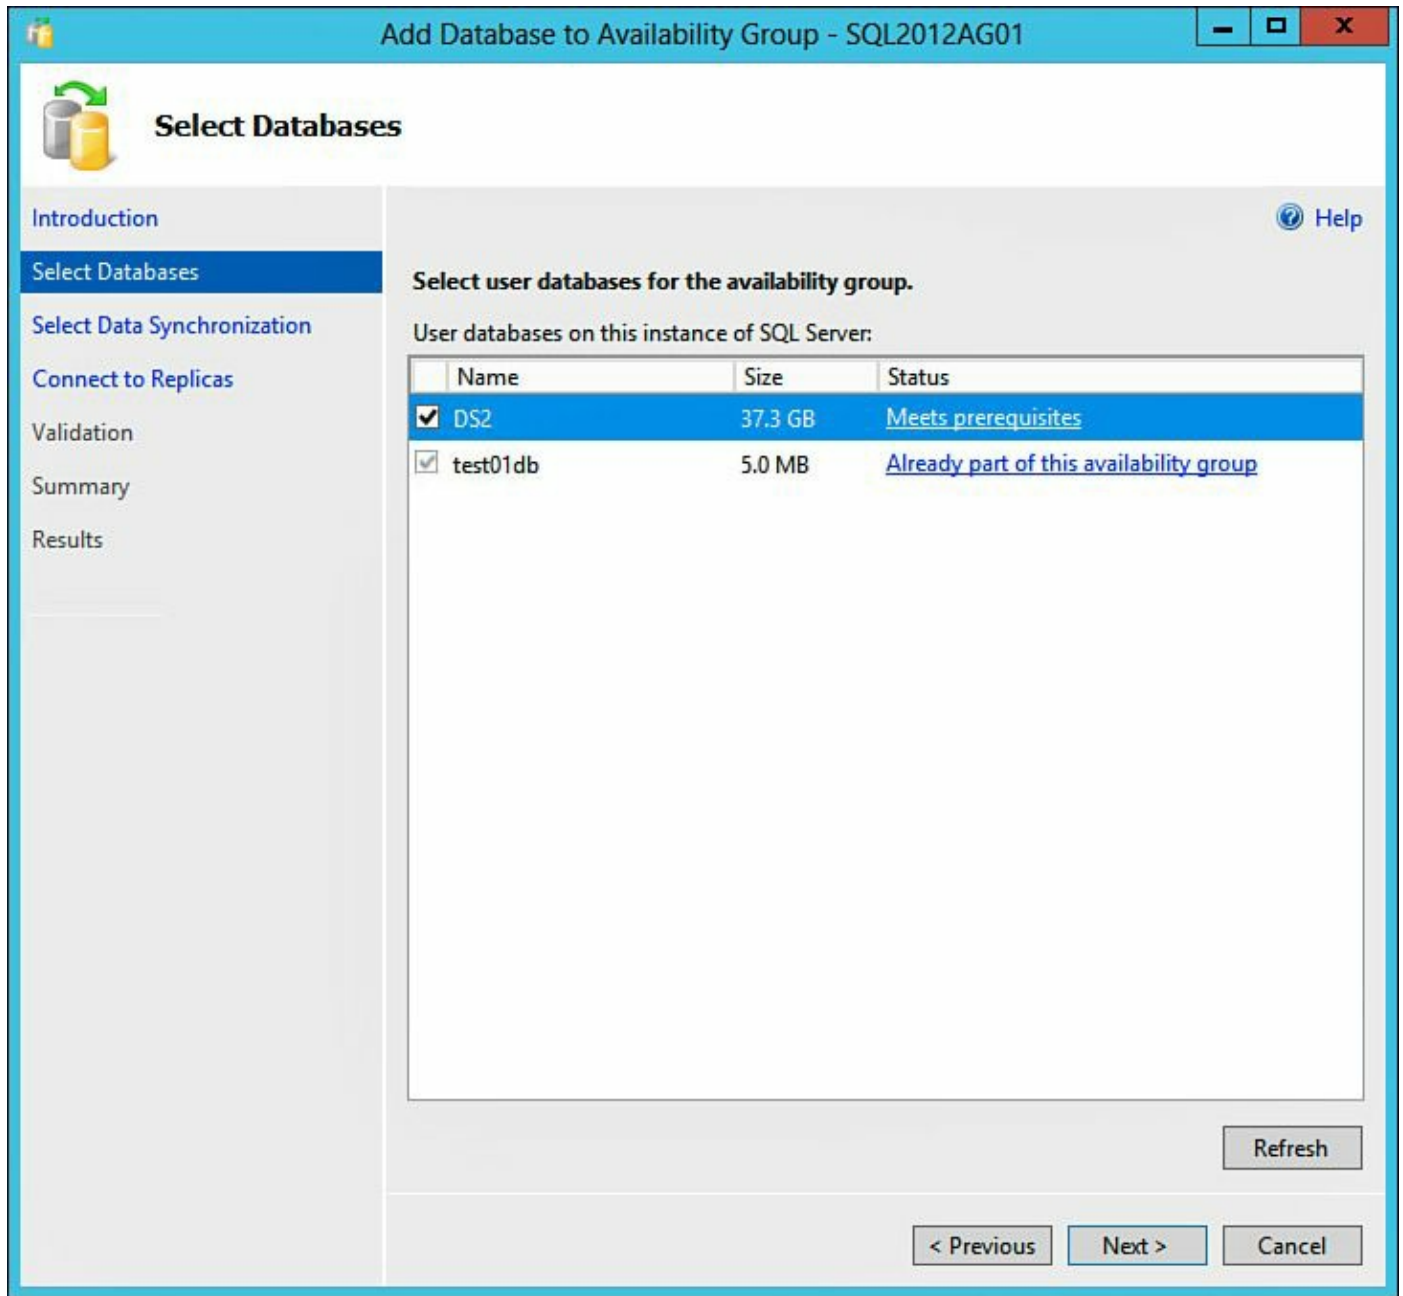 Add Database to Availability Group - SQL2012AG01
Select Databases
Introduction
Help
Select Databases
Select user databases for the availability group.
Select Data Synchronization
User databases on this instance of SQL Server:
Connect to Replicas
Name Size Status
DS2 37.3 GB Meets prerequisites
Validation
test01db 5.0 MB Already part of this availability group
Summary
Results
Refresh
< Previous Next > Cancel